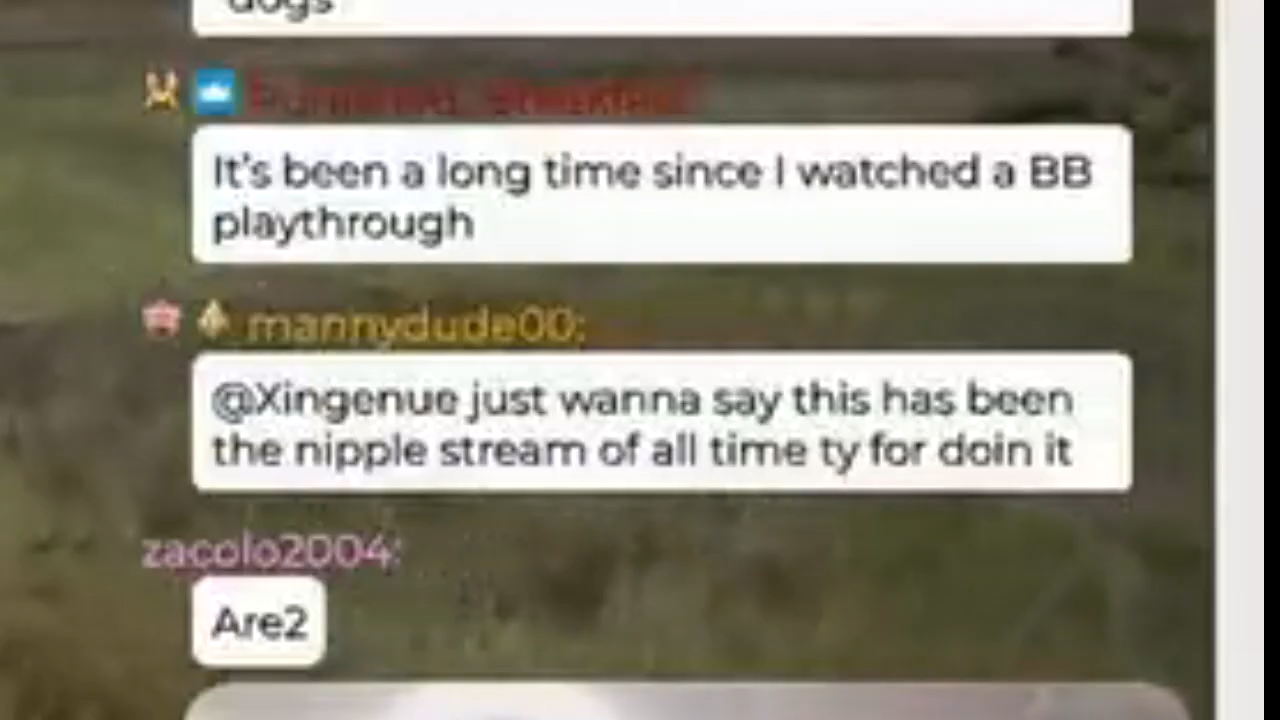 dogs
It's been a long time since I watched a BB
playthrough
mannydude00:
@Xingenue just wanna say this has been
the nipple stream of all time ty for doin it
zacolo2004:
Are2